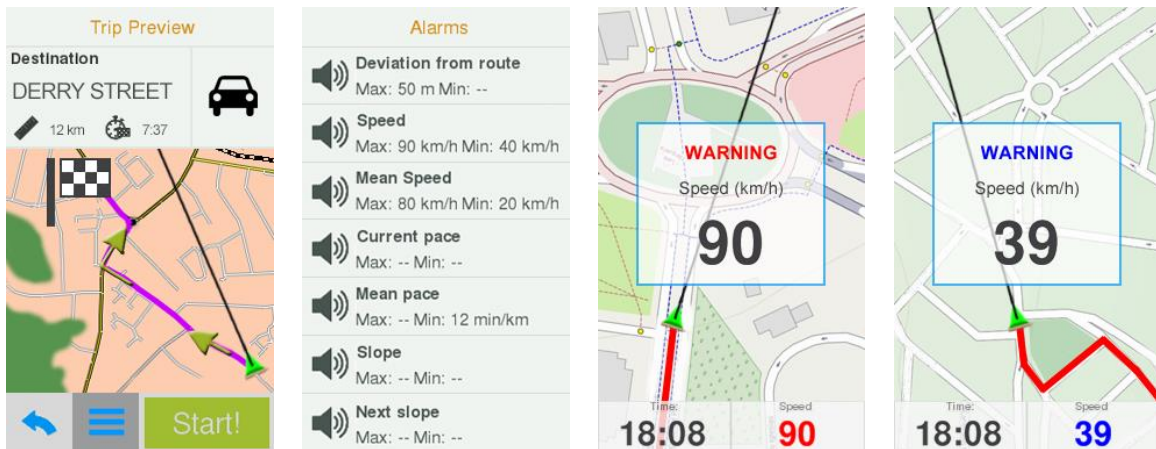 Trip Preview
Destination
DERRY STREET
12 km 7:37
Start!
Alarms
Deviation from route
Max: 50 m Min: --
Speed
Max: 90 km/h Min: 40 km/h
Mean Speed
Max: 80 km/h Min: 20 km/h
Current pace
Max: -- Min: --
Mean pace
Max: -- Min: 12 min/km
Slope
Max: -- Min: --
Next slope
Max: -- Min: --
WARNING
Speed (km/h)
90
Time: Speed
18:08 90
WARNING
Speed (km/h)
39
Time: Speed
18:08 39